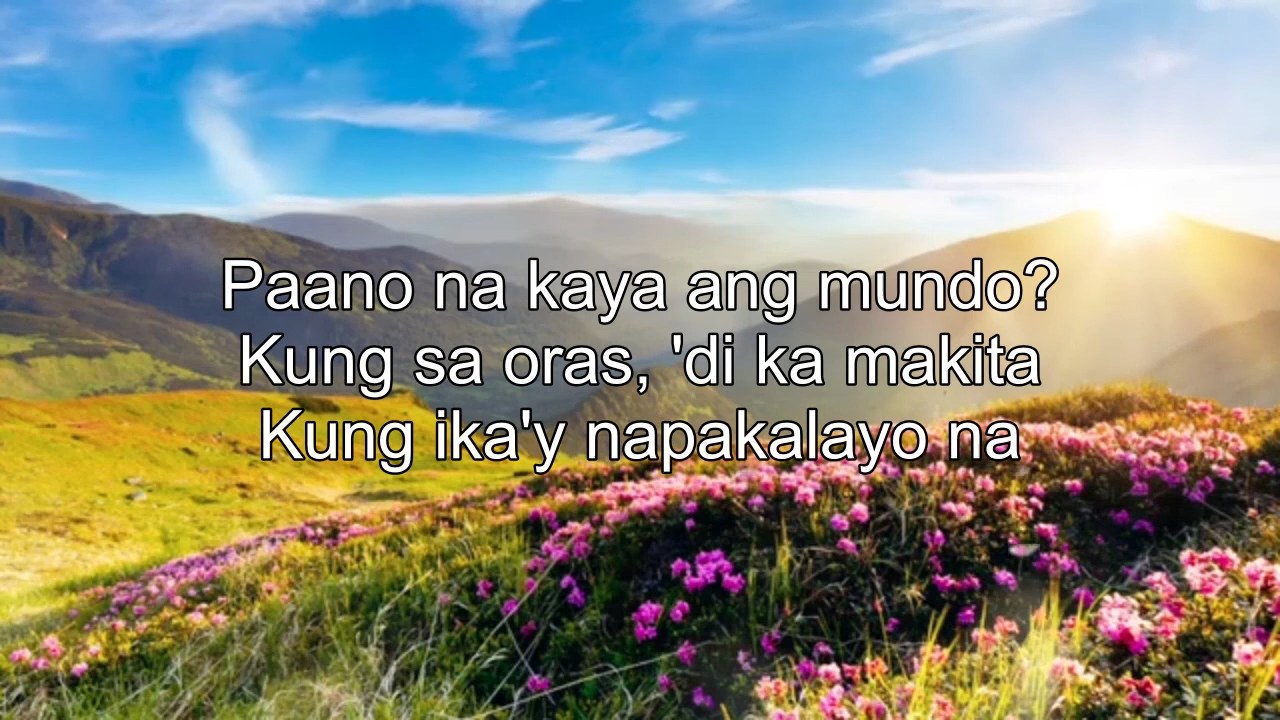 Paano na kaya ang mundo?
Kung sa oras, 'di ka makita
Kung ika'y napakalayo na